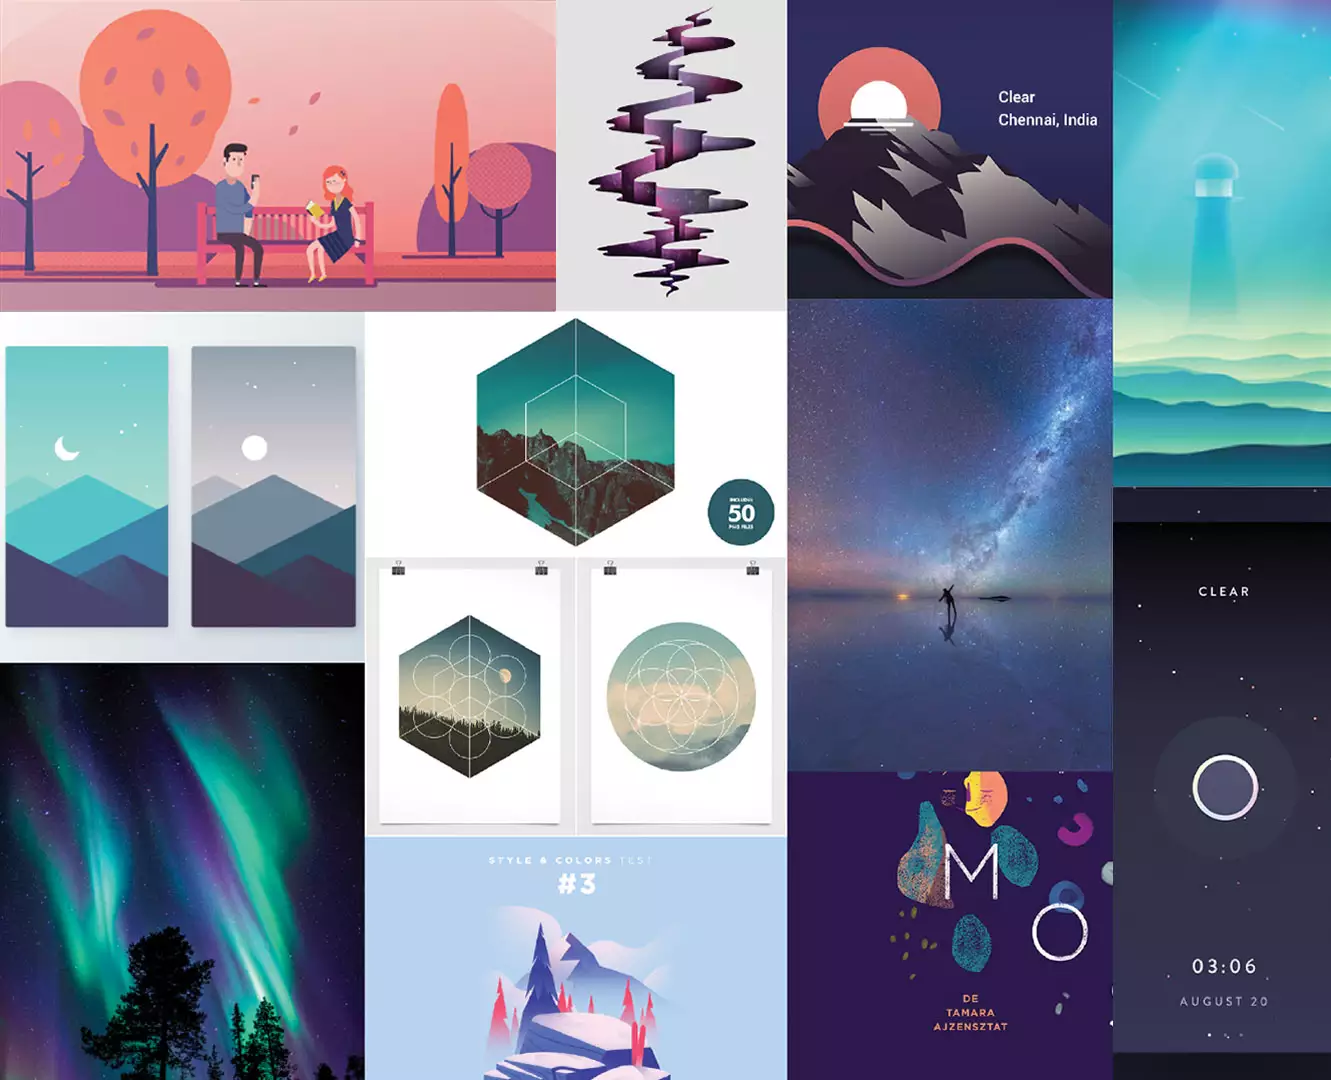 Clear
Chennai, India
INCLUDES
50
PNG FILES
CLEAR
STYLE & COLORS TEST
#3
MO
DE
TAMARA
AJZENSZTAT
03:06
AUGUST 20